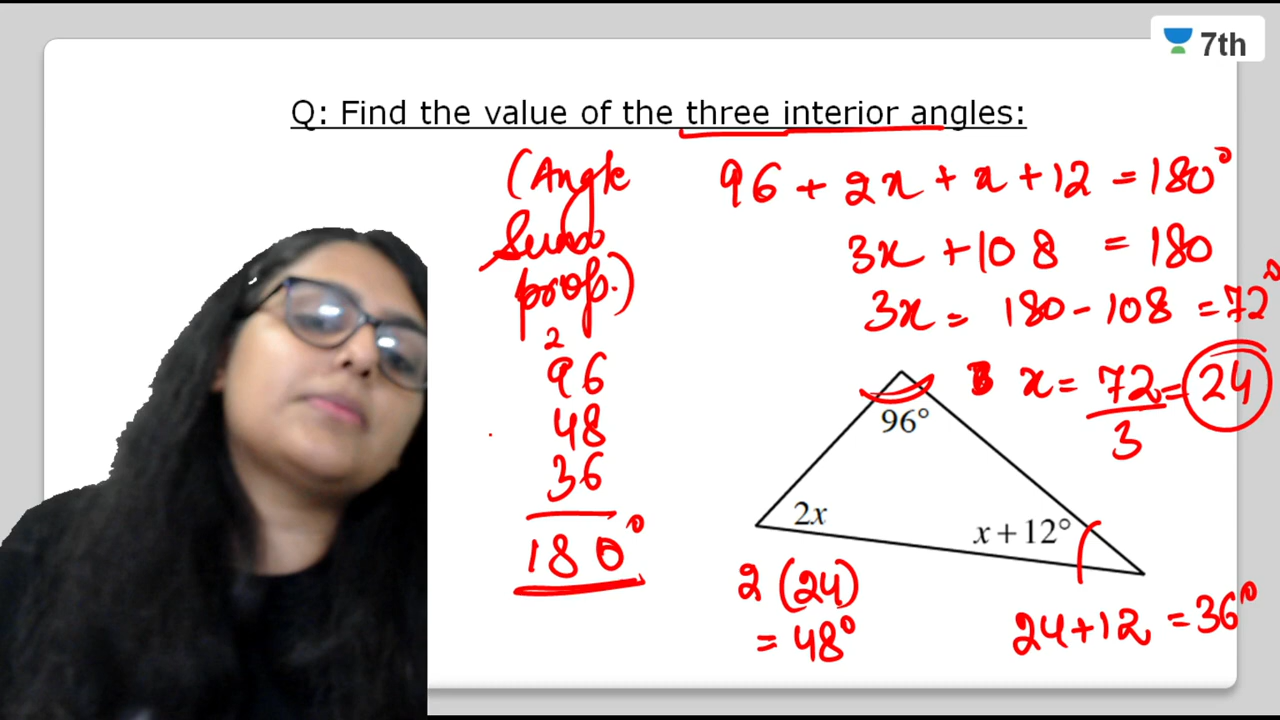 7th
Q: Find the value of the three interior angles:
(Angle
Sum
prop.)
2
96
48
36
180°
96 + 2x + x + 12 = 180°
3x + 108 = 180
3x = 180 - 108 = 72°
x = 72/3 = 24
96°
2x
x + 12°
2 (24)
= 48°
24 + 12 = 36°